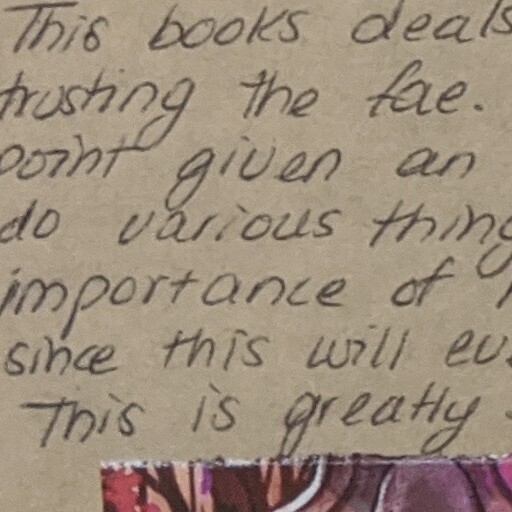 This books deals
trusting the fae.
point given an
do various thing
importance of
since this will
This is greatly